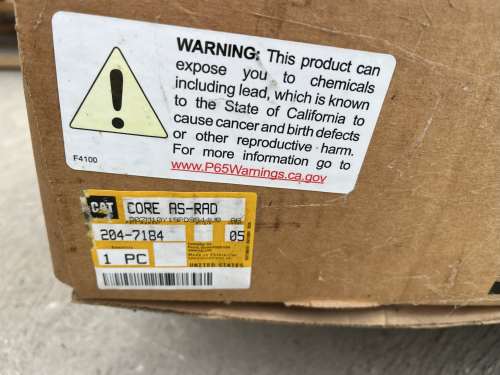 WARNING: This product can
expose you to chemicals
including lead, which is known
to the State of California to
cause cancer and birth defects
or other reproductive harm.
For more information go to
www.P65Warnings.ca.gov
F4100
CAT
CORE AS-RAD
204-7184
05
1 PC
UNITED STATES